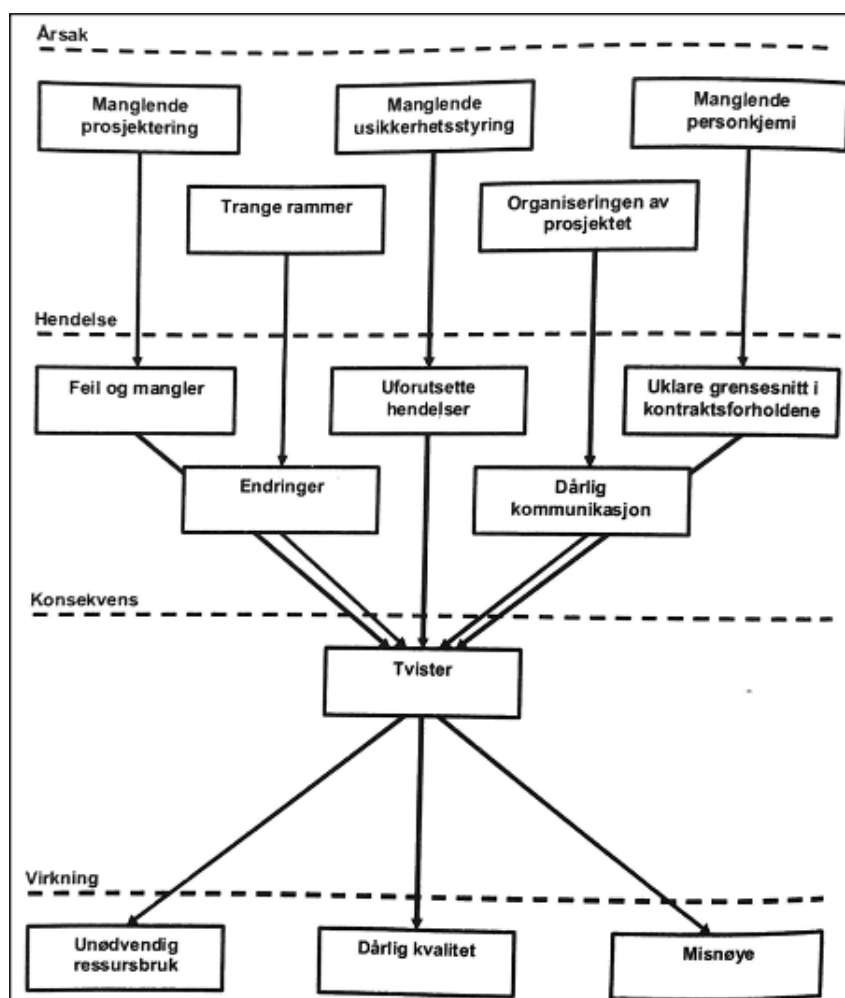 Årsak
Manglende
prosjektering
Manglende
usikkerhetsstyring
Manglende
personkjemi
Trange rammer
Organiseringen av
prosjektet
Hendelse
Feil og mangler
Uforutsette
hendelser
Uklare grensesnitt i
kontraktsforholdene
Endringer
Dårlig
kommunikasjon
Konsekvens
Tvister
Virkning
Unødvendig
ressursbruk
Dårlig kvalitet
Misnøye